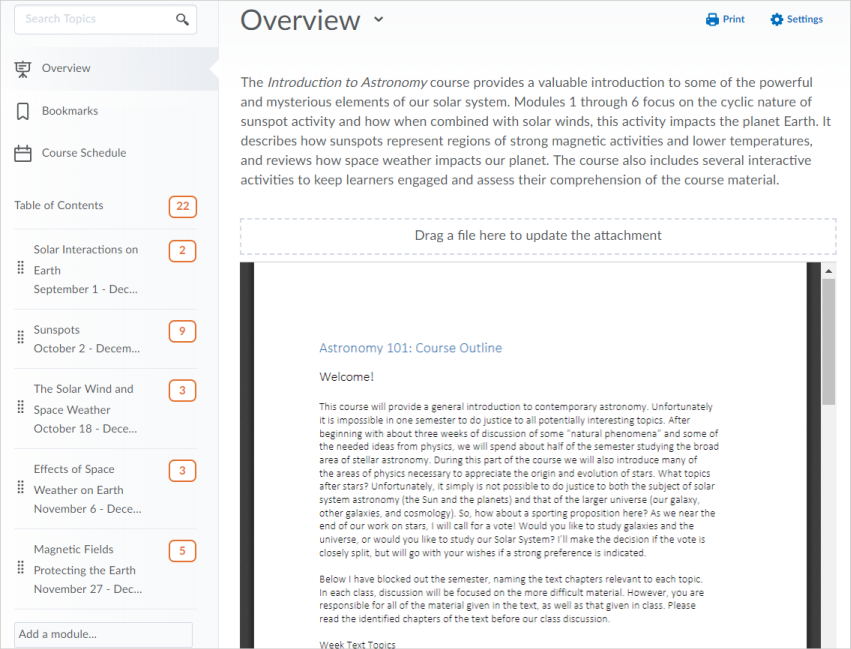 Search Topics
Overview
Print
Settings
Overview
Bookmarks
Course Schedule
Table of Contents
22
Solar Interactions on
Earth
September 1 - Dec...
2
Sunspots
October 2 - Decem...
9
The Solar Wind and
Space Weather
October 18 - Dece...
3
Effects of Space
Weather on Earth
November 6 - Dece...
3
Magnetic Fields
Protecting the Earth
November 27 - Dec...
5
Add a module...
The Introduction to Astronomy course provides a valuable introduction to some of the powerful
and mysterious elements of our solar system. Modules 1 through 6 focus on the cyclic nature of
sunspot activity and how when combined with solar winds, this activity impacts the planet Earth. It
describes how sunspots represent regions of strong magnetic activities and lower temperatures,
and reviews how space weather impacts our planet. The course also includes several interactive
activities to keep learners engaged and assess their comprehension of the course material.
Drag a file here to update the attachment
Astronomy 101: Course Outline
Welcome!
This course will provide a general introduction to contemporary astronomy. Unfortunately
it is impossible in one semester to do justice to all potentially interesting topics. After
beginning with about three weeks of discussion of some "natural phenomena" and some of
the needed ideas from physics, we will spend about half of the semester studying the broad
area of stellar astronomy. During this part of the course we will also introduce many of
the areas of physics necessary to appreciate the origin and evolution of stars. What topics
after stars? Unfortunately, it simply is not possible to do justice to both the subject of solar
system astronomy (the Sun and the planets) and that of the larger universe (our galaxy,
other galaxies, and cosmology). So, how about a sporting proposition here? As we near the
end of our work on stars, I will call for a vote! Would you like to study galaxies and the
universe, or would you like to study our Solar System? I'll make the decision if the vote is
closely split, but will go with your wishes if a strong preference is indicated.
Below I have blocked out the semester, naming the text chapters relevant to each topic.
In each class, discussion will be focused on the more difficult material. However, you are
responsible for all of the material given in the text, as well as that given in class. Please
read the identified chapters of the text before our class discussion.
Week Text Topics